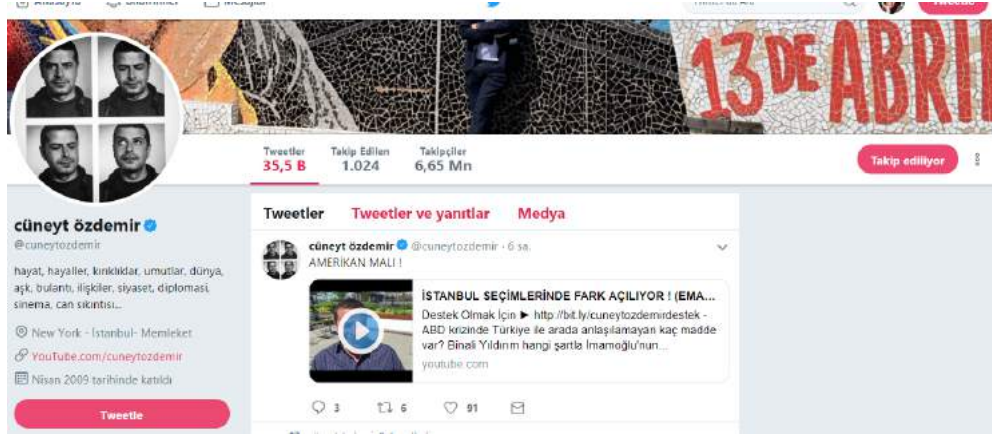 Tweetle
13 DE ABRI
Tweetler
35,5 B
Takip Edilen
1.024
Takipçiler
6,65 Mn
Takip ediliyor
cüneyt özdemir
@cuneytozdemir
hayat, hayaller, kırıklıklar, umutlar, dünya,
aşk, bulantı, ilişkiler, siyaset, diplomasi,
sinema, can sıkıntısı...
New York - İstanbul- Memleket
YouTube.com/cuneytozdemir
Nisan 2009 tarihinde katıldı
Tweetle
Tweetler Tweetler ve yanıtlar Medya
cüneyt özdemir @cuneytozdemir · 6 sa.
AMERİKAN MALI !
İSTANBUL SEÇİMLERİNDE FARK AÇILIYOR ! (EMA...
Destek Olmak İçin ► http://bit.ly/cuneytozdemirdestek -
ABD krizinde Türkiye ile arada anlaşılamayan kaç madde
var? Binali Yıldırım hangi şartla İmamoğlu'nun...
youtube.com
3 6 91